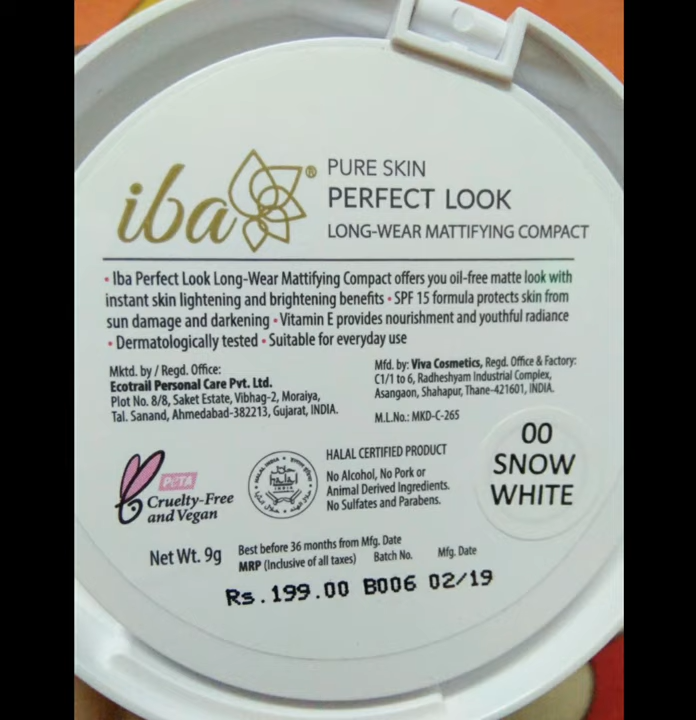 iba®
PURE SKIN
PERFECT LOOK
LONG-WEAR MATTIFYING COMPACT
• Iba Perfect Look Long-Wear Mattifying Compact offers you oil-free matte look with
instant skin lightening and brightening benefits • SPF 15 formula protects skin from
sun damage and darkening • Vitamin E provides nourishment and youthful radiance
• Dermatologically tested • Suitable for everyday use
Mktd. by / Regd. Office:
Ecotrail Personal Care Pvt. Ltd.
Plot No. 8/8, Saket Estate, Vibhag-2, Moraiya,
Tal. Sanand, Ahmedabad-382213, Gujarat, INDIA.
Mfd. by: Viva Cosmetics, Regd. Office & Factory:
C1/1 to 6, Radheshyam Industrial Complex,
Asangaon, Shahapur, Thane-421601, INDIA.
M.L.No.: MKD-C-265
PETA
Cruelty-Free
and Vegan
HALAL INDIA
HALAL CERTIFIED PRODUCT
No Alcohol, No Pork or
Animal Derived Ingredients.
No Sulfates and Parabens.
00
SNOW
WHITE
Net Wt. 9g
Best before 36 months from Mfg. Date
MRP (Inclusive of all taxes) Batch No. Mfg. Date
Rs.199.00 B006 02/19